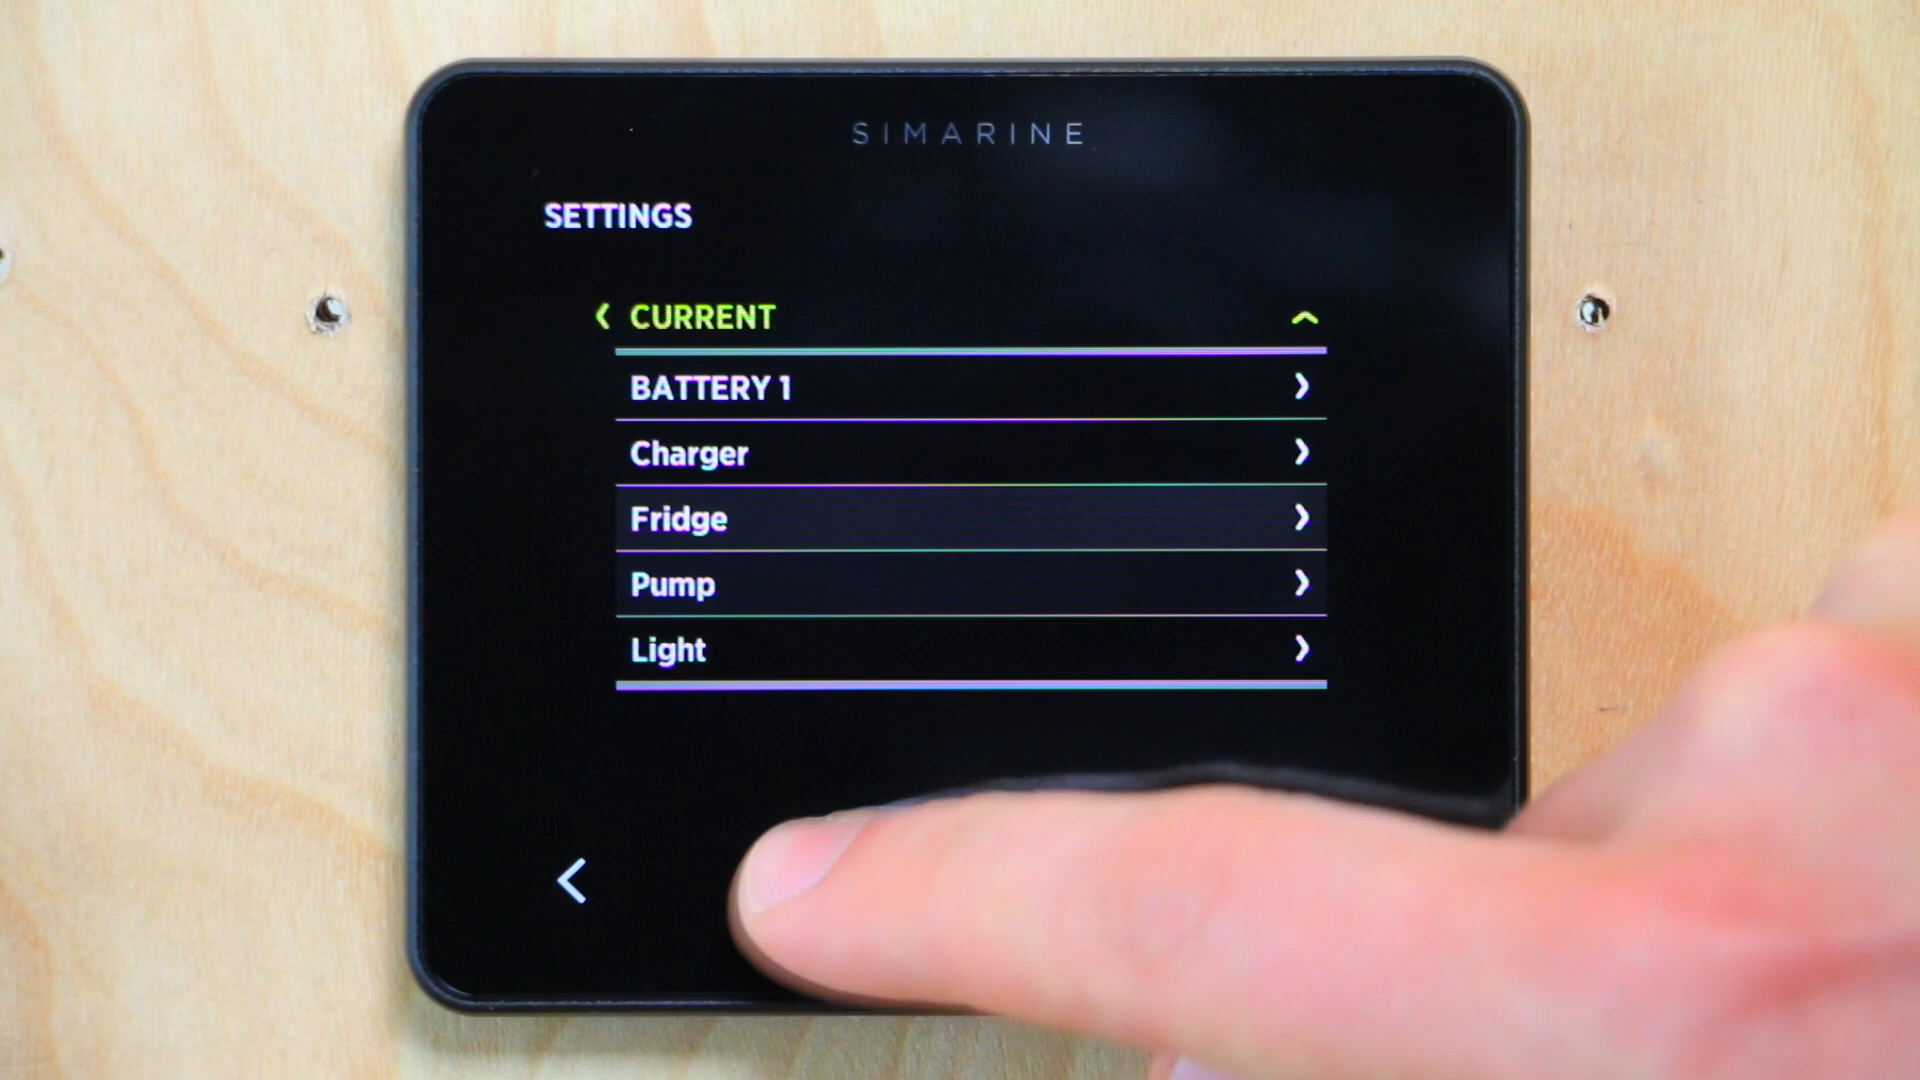 SIMARINE
SETTINGS
CURRENT
BATTERY 1
Charger
Fridge
Pump
Light